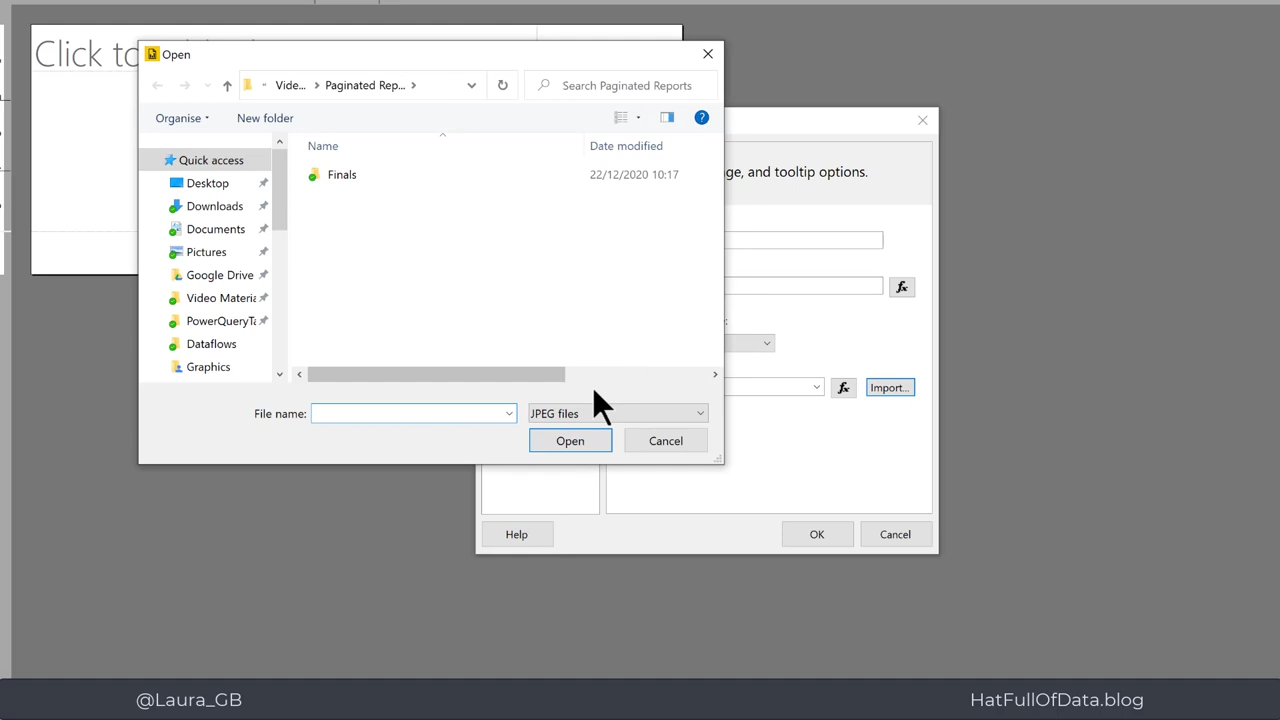 Click to
Open
Vide... Paginated Rep...
Search Paginated Reports
Organise
New folder
Name
Date modified
Quick access
Finals
22/12/2020 10:17
ge, and tooltip options.
Desktop
Downloads
Documents
Pictures
Google Drive
Video Materi
PowerQueryT
Dataflows
Graphics
fx
fx
Import...
File name:
JPEG files
Open
Cancel
Help
OK
Cancel
@Laura_GB
HatFullOfData.blog